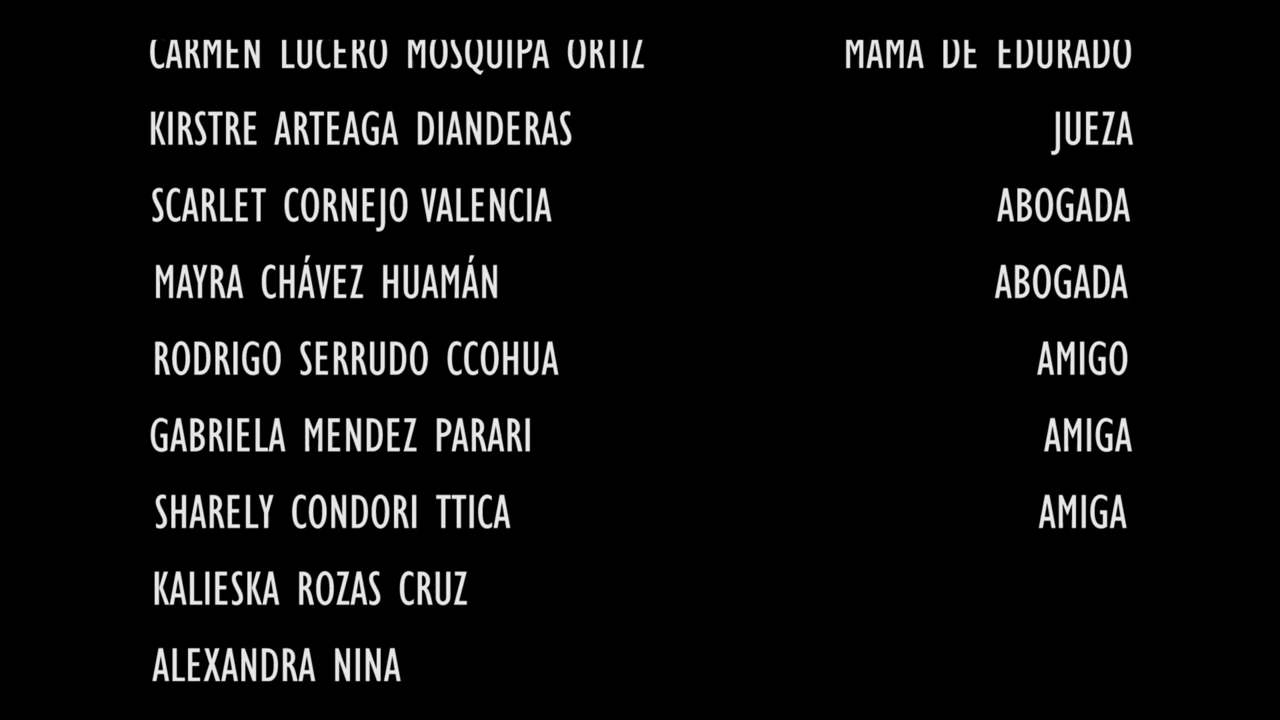 CARMEN LUCERO MOSQUIPA ORTIZ MAMA DE EDURADO
KIRSTRE ARTEAGA DIANDERAS JUEZA
SCARLET CORNEJO VALENCIA ABOGADA
MAYRA CHÁVEZ HUAMÁN ABOGADA
RODRIGO SERRUDO CCOHUA AMIGO
GABRIELA MENDEZ PARARI AMIGA
SHARELY CONDORI TTICA AMIGA
KALIESKA ROZAS CRUZ
ALEXANDRA NINA